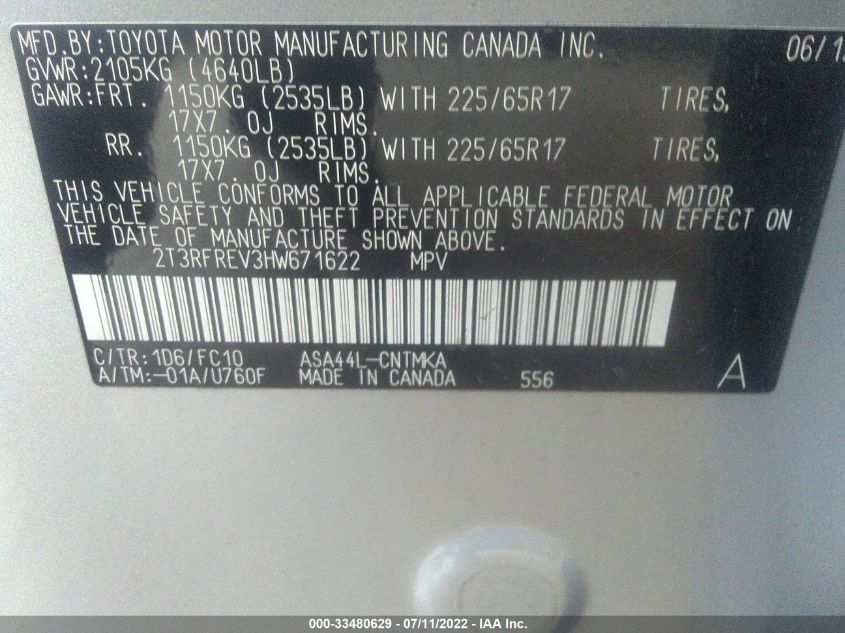 MFD.BY:TOYOTA MOTOR MANUFACTURING CANADA INC. 06/1
GVWR:2105KG (4640LB)
GAWR:FRT. 1150KG (2535LB) WITH 225/65R17 TIRES,
17X7. 0J RIMS.
RR. 1150KG (2535LB) WITH 225/65R17 TIRES,
17X7. 0J RIMS.
THIS VEHICLE CONFORMS TO ALL APPLICABLE FEDERAL MOTOR
VEHICLE SAFETY AND THEFT PREVENTION STANDARDS IN EFFECT ON
THE DATE OF MANUFACTURE SHOWN ABOVE.
2T3RFREV3HW671622 MPV
C/TR:1D6/FC10 ASA44L-CNTMKA
A/TM:-01A/U760F MADE IN CANADA 556 A
000-33480629 - 07/11/2022 - IAA Inc.